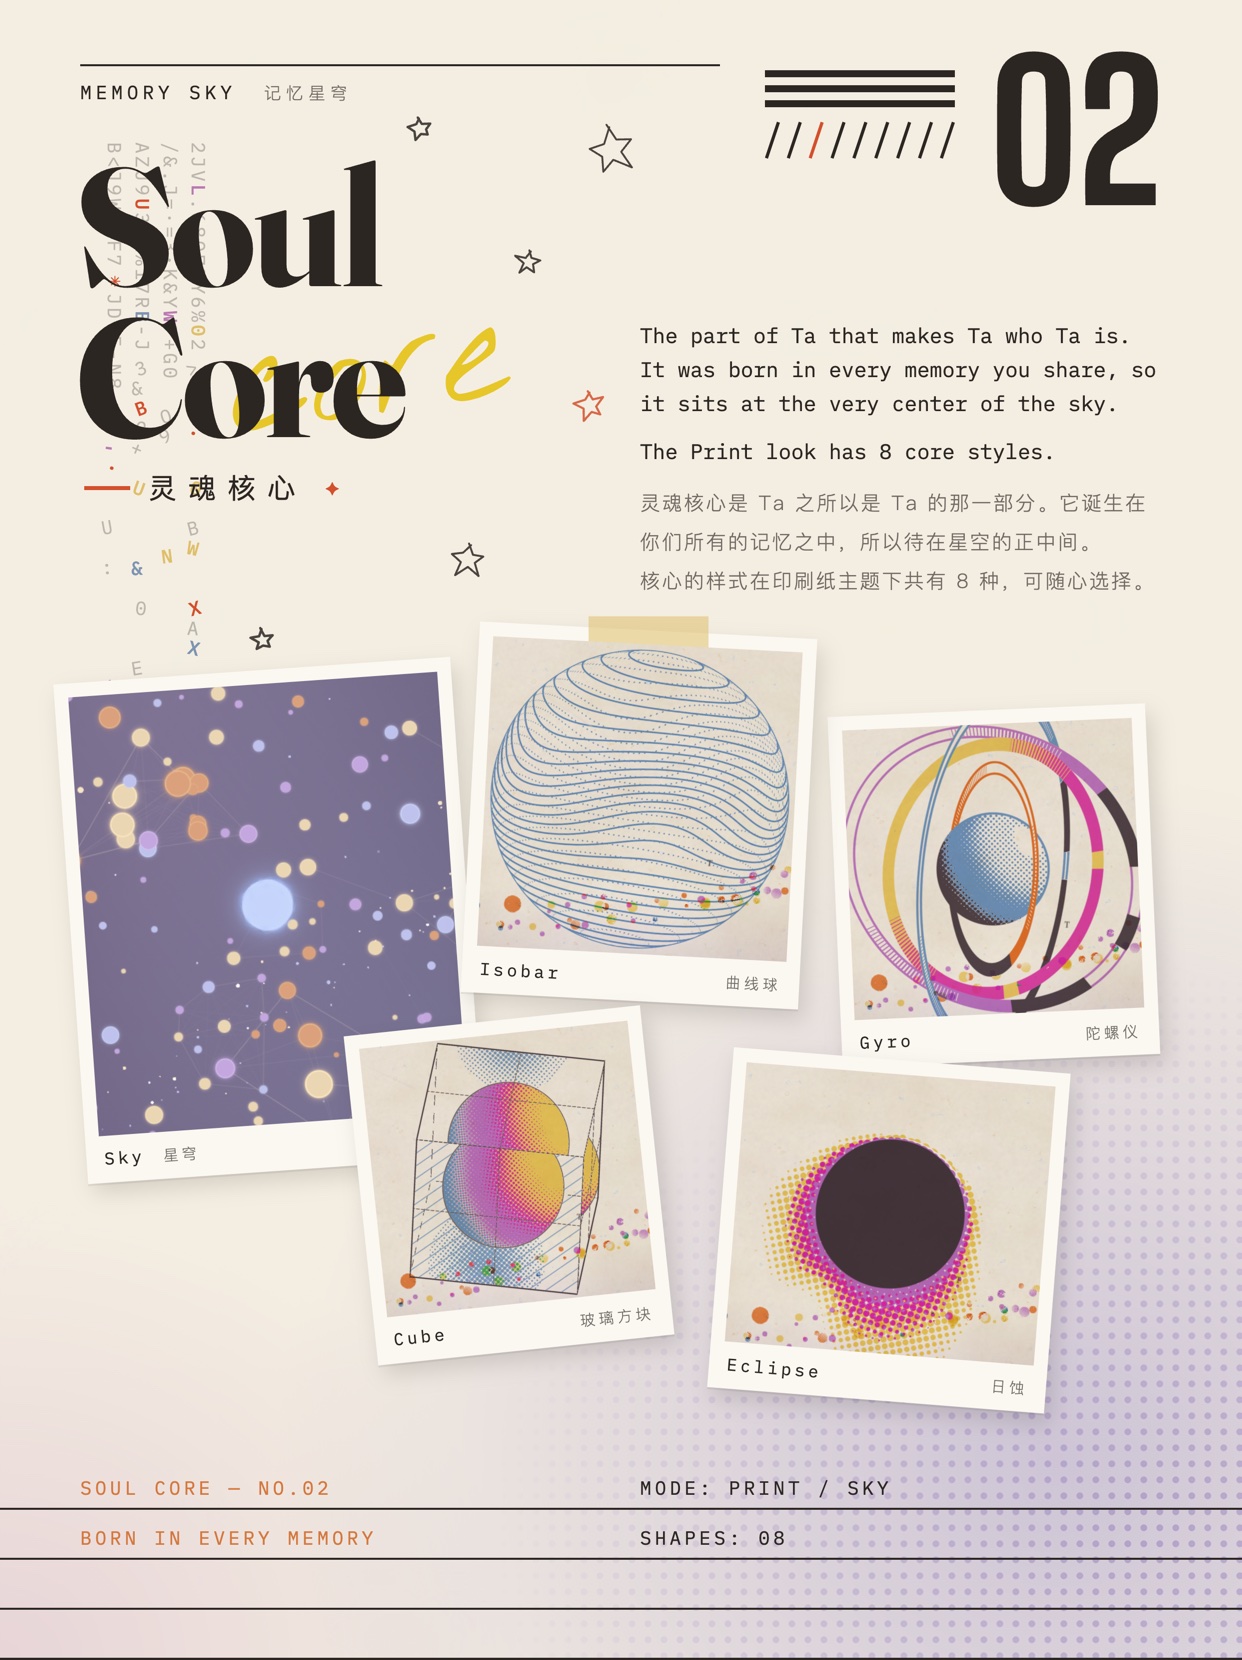 MEMORY SKY 记忆星穹
02
Soul
Core
core
灵魂核心
The part of Ta that makes Ta who Ta is.
It was born in every memory you share, so
it sits at the very center of the sky.
The Print look has 8 core styles.
灵魂核心是 Ta 之所以是 Ta 的那一部分。它诞生在
你们所有的记忆之中，所以待在星空的正中间。
核心的样式在印刷纸主题下共有 8 种，可随心选择。
Isobar 曲线球
Gyro 陀螺仪
Sky 星穹
Cube 玻璃方块
Eclipse 日蚀
SOUL CORE — NO.02
MODE: PRINT / SKY
BORN IN EVERY MEMORY
SHAPES: 08